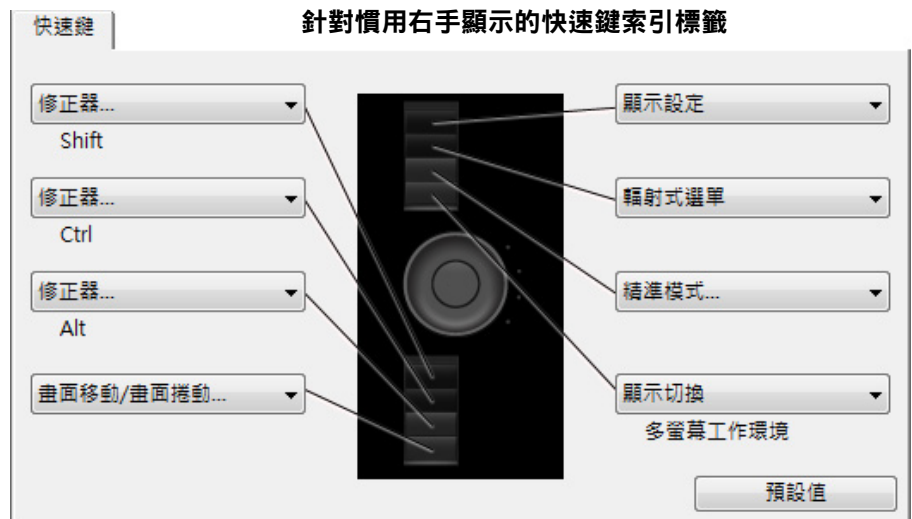 快速鍵
針對慣用右手顯示的快速鍵索引標籤
修正器...
Shift
修正器...
Ctrl
修正器...
Alt
畫面移動/畫面捲動...
顯示設定
輻射式選單
精準模式...
顯示切換
多螢幕工作環境
預設值